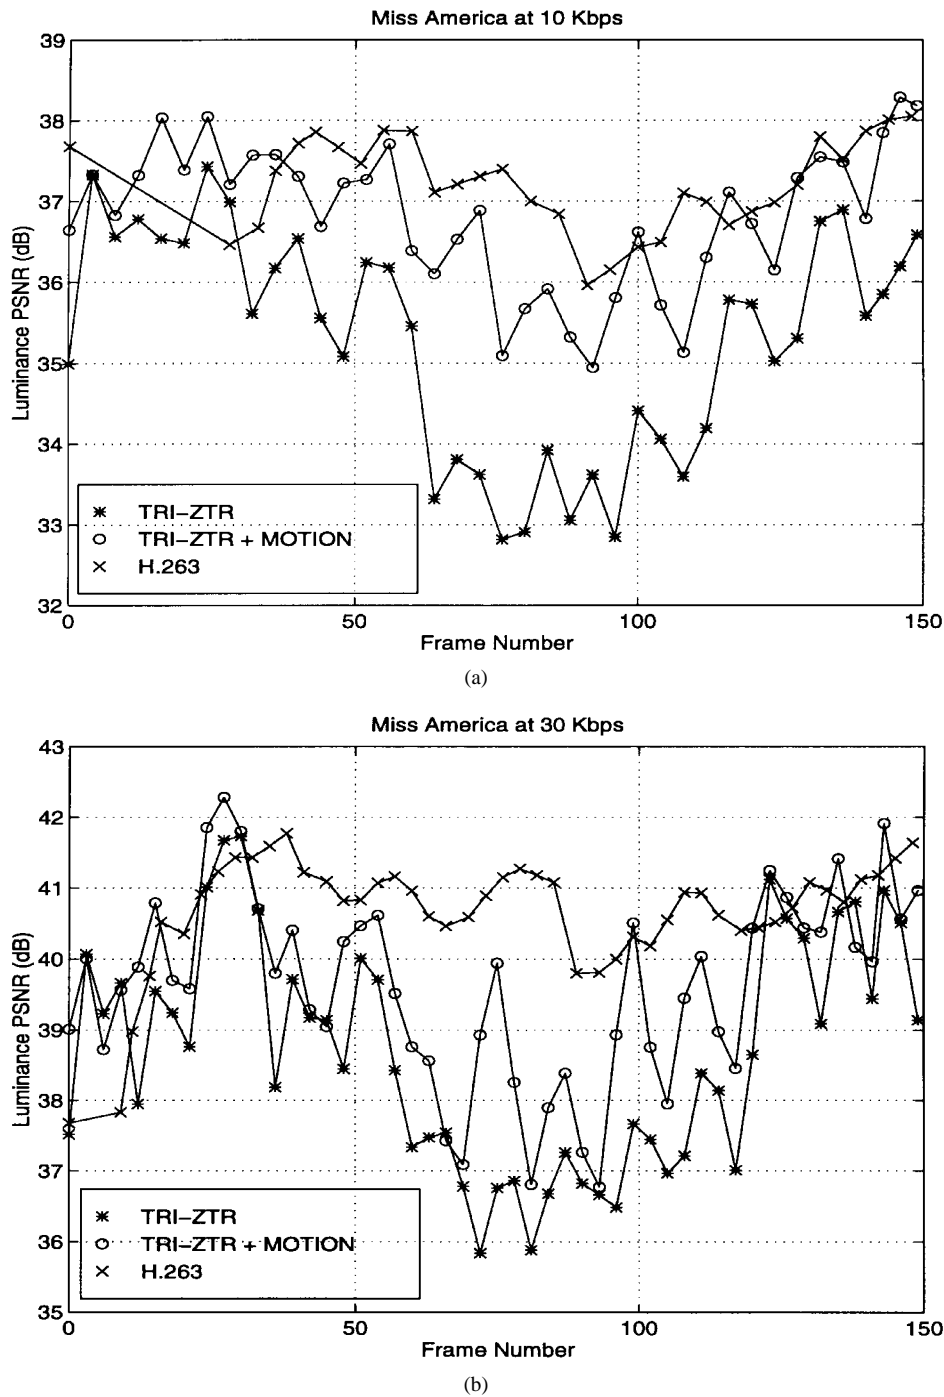 Miss America at 10 Kbps
39
38
37
36
35
34
33
32
Luminance PSNR (dB)
TRI-ZTR
TRI-ZTR + MOTION
H.263
0 50 100 150
Frame Number
(a)
Miss America at 30 Kbps
43
42
41
40
39
38
37
36
35
Luminance PSNR (dB)
TRI-ZTR
TRI-ZTR + MOTION
H.263
0 50 100 150
Frame Number
(b)